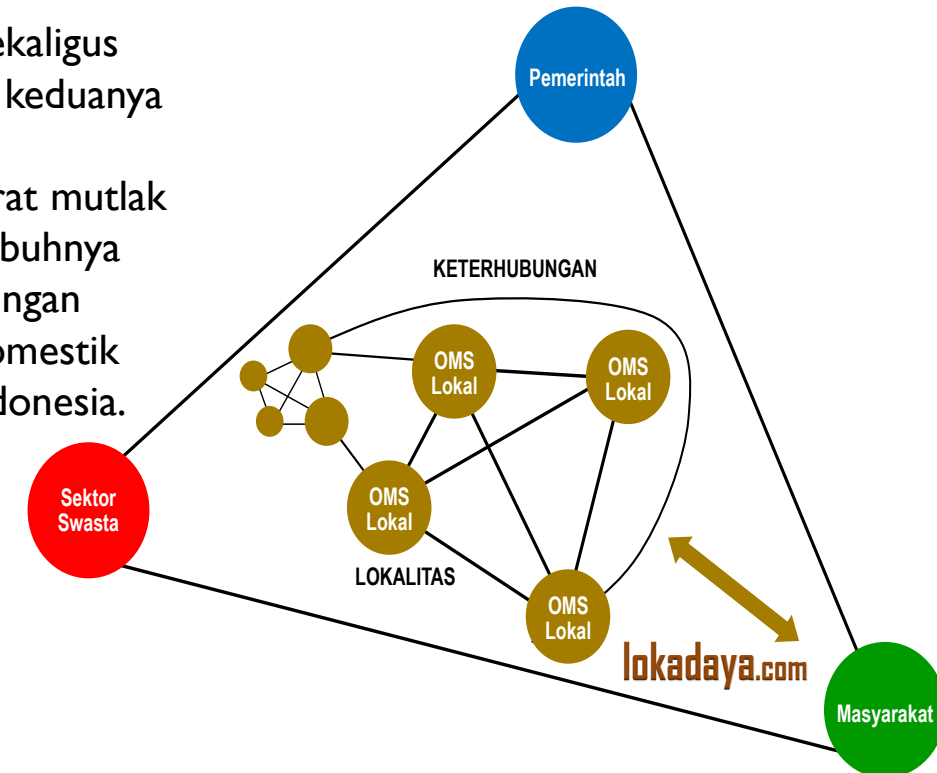 ekaligus
keduanya
rat mutlak
buhnya
ngan
omestik
donesia.
Pemerintah
KETERHUBUNGAN
OMS
Lokal
OMS
Lokal
Sektor
Swasta
OMS
Lokal
LOKALITAS
OMS
Lokal
lokadaya.com
Masyarakat